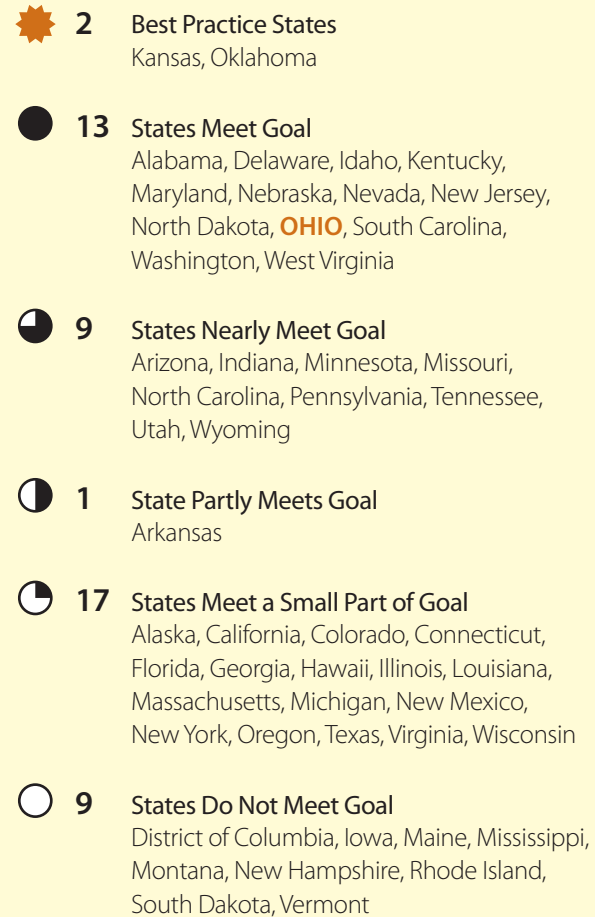 2 Best Practice States
Kansas, Oklahoma
13 States Meet Goal
Alabama, Delaware, Idaho, Kentucky,
Maryland, Nebraska, Nevada, New Jersey,
North Dakota, OHIO, South Carolina,
Washington, West Virginia
9 States Nearly Meet Goal
Arizona, Indiana, Minnesota, Missouri,
North Carolina, Pennsylvania, Tennessee,
Utah, Wyoming
1 State Partly Meets Goal
Arkansas
17 States Meet a Small Part of Goal
Alaska, California, Colorado, Connecticut,
Florida, Georgia, Hawaii, Illinois, Louisiana,
Massachusetts, Michigan, New Mexico,
New York, Oregon, Texas, Virginia, Wisconsin
9 States Do Not Meet Goal
District of Columbia, Iowa, Maine, Mississippi,
Montana, New Hampshire, Rhode Island,
South Dakota, Vermont